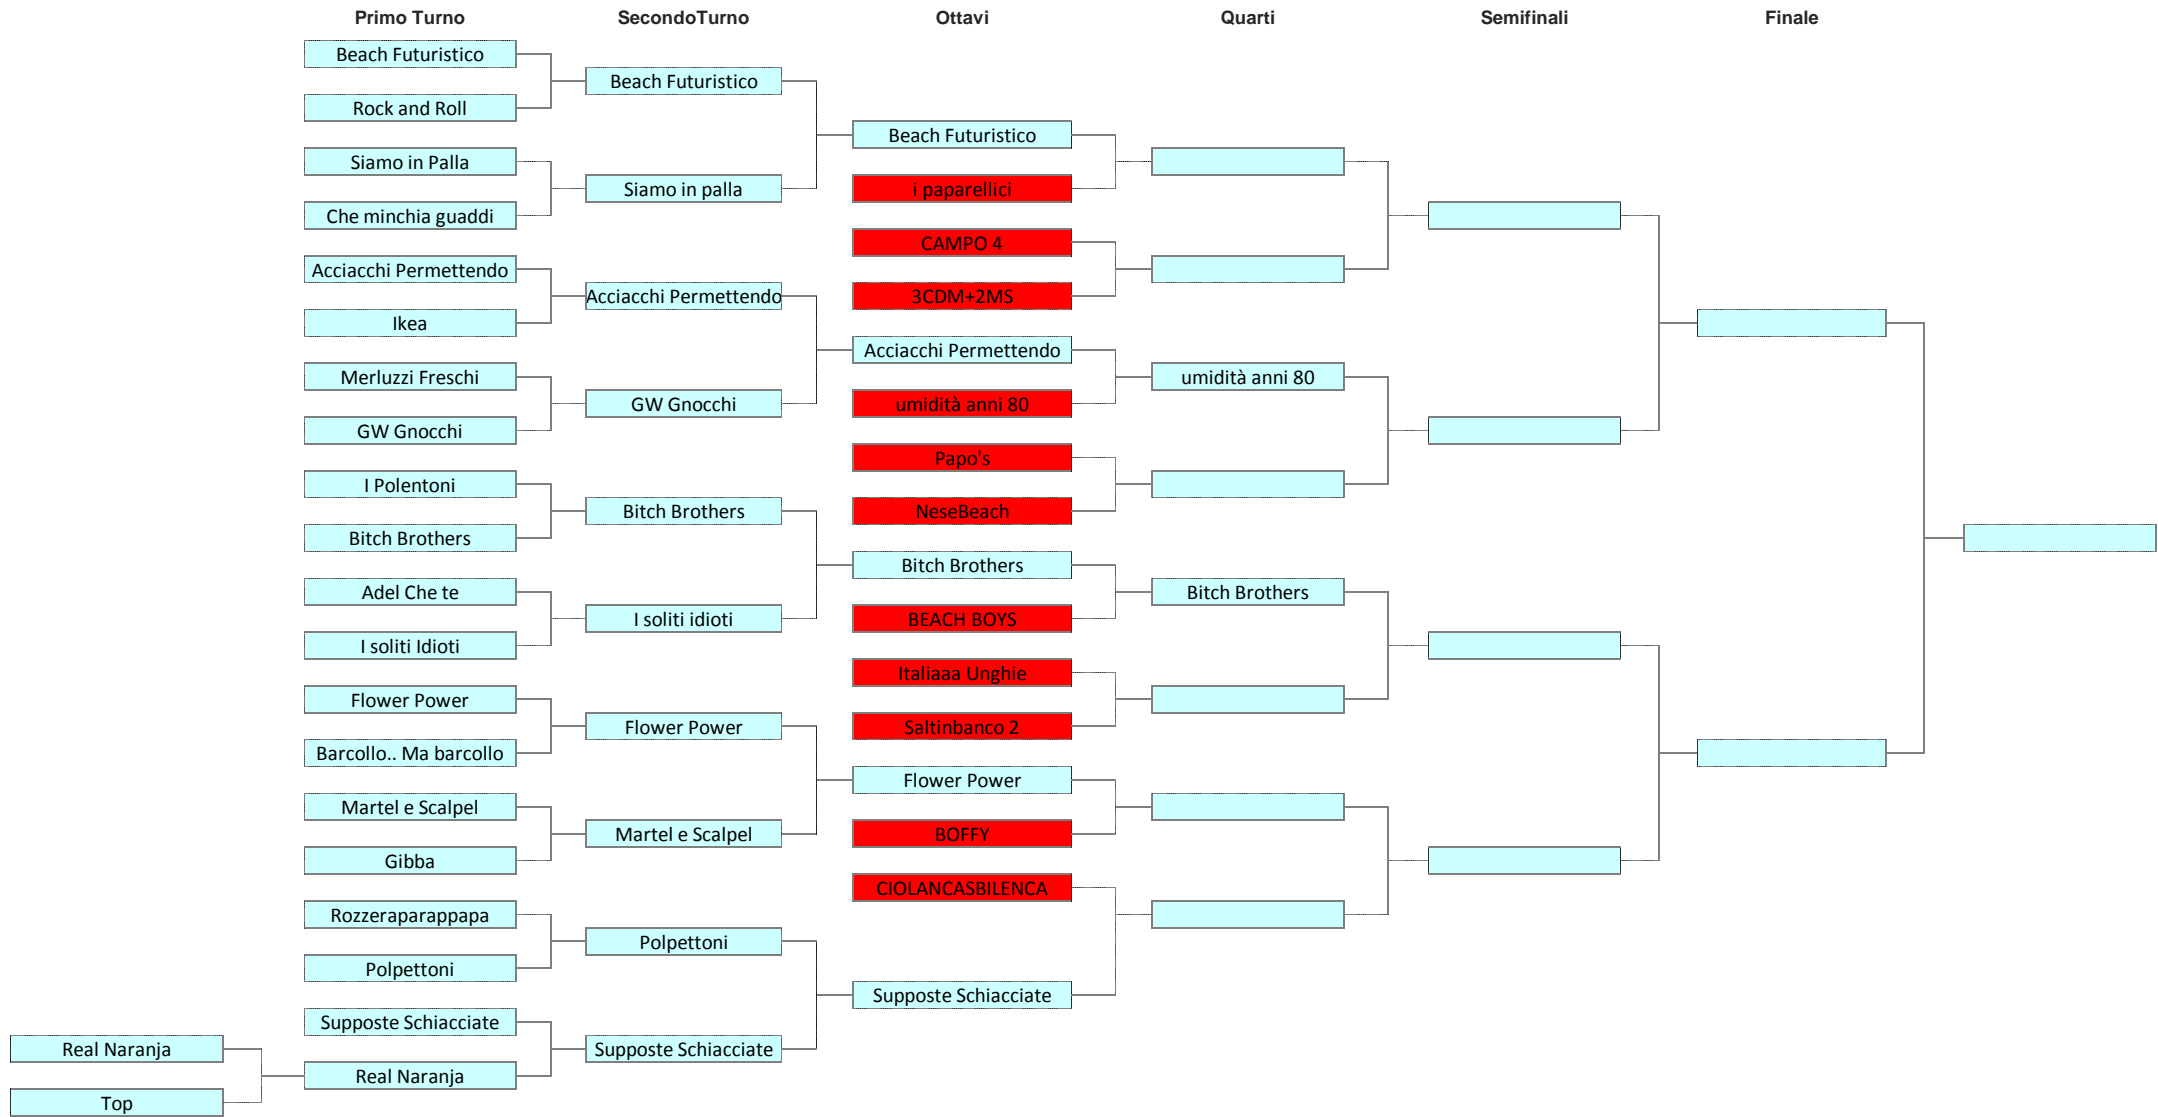 Primo Turno
SecondoTurno
Ottavi
Quarti
Semifinali
Finale
Beach Futuristico
Rock and Roll
Siamo in Palla
Che minchia guaddi
Acciacchi Permettendo
Ikea
Merluzzi Freschi
GW Gnocchi
I Polentoni
Bitch Brothers
Adel Che te
I soliti Idioti
Flower Power
Barcollo.. Ma barcollo
Martel e Scalpel
Gibba
Rozzeraparappapa
Polpettoni
Supposte Schiacciate
Real Naranja
Real Naranja
Top
Beach Futuristico
Siamo in palla
Acciacchi Permettendo
GW Gnocchi
Bitch Brothers
I soliti idioti
Flower Power
Martel e Scalpel
Polpettoni
Supposte Schiacciate
Beach Futuristico
i paparellici
CAMPO 4
3CDM+2MS
Acciacchi Permettendo
umidità anni 80
Papo's
NeseBeach
Bitch Brothers
BEACH BOYS
Italiaaa Unghie
Saltinbanco 2
Flower Power
BOFFY
CIOLANCASBILENCA
Supposte Schiacciate
umidità anni 80
Bitch Brothers